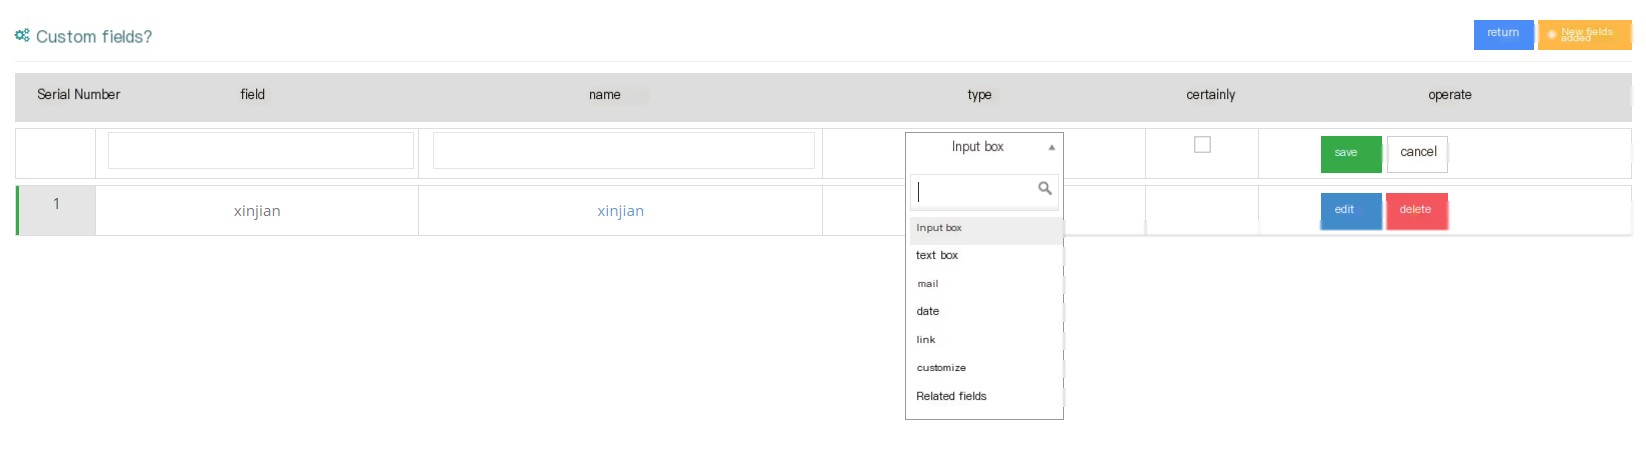 Custom fields?
return
New fields
added
Serial Number field name type certainly operate
Input box
save cancel
1 xinjian xinjian
edit delete
Input box
text box
mail
date
link
customize
Related fields